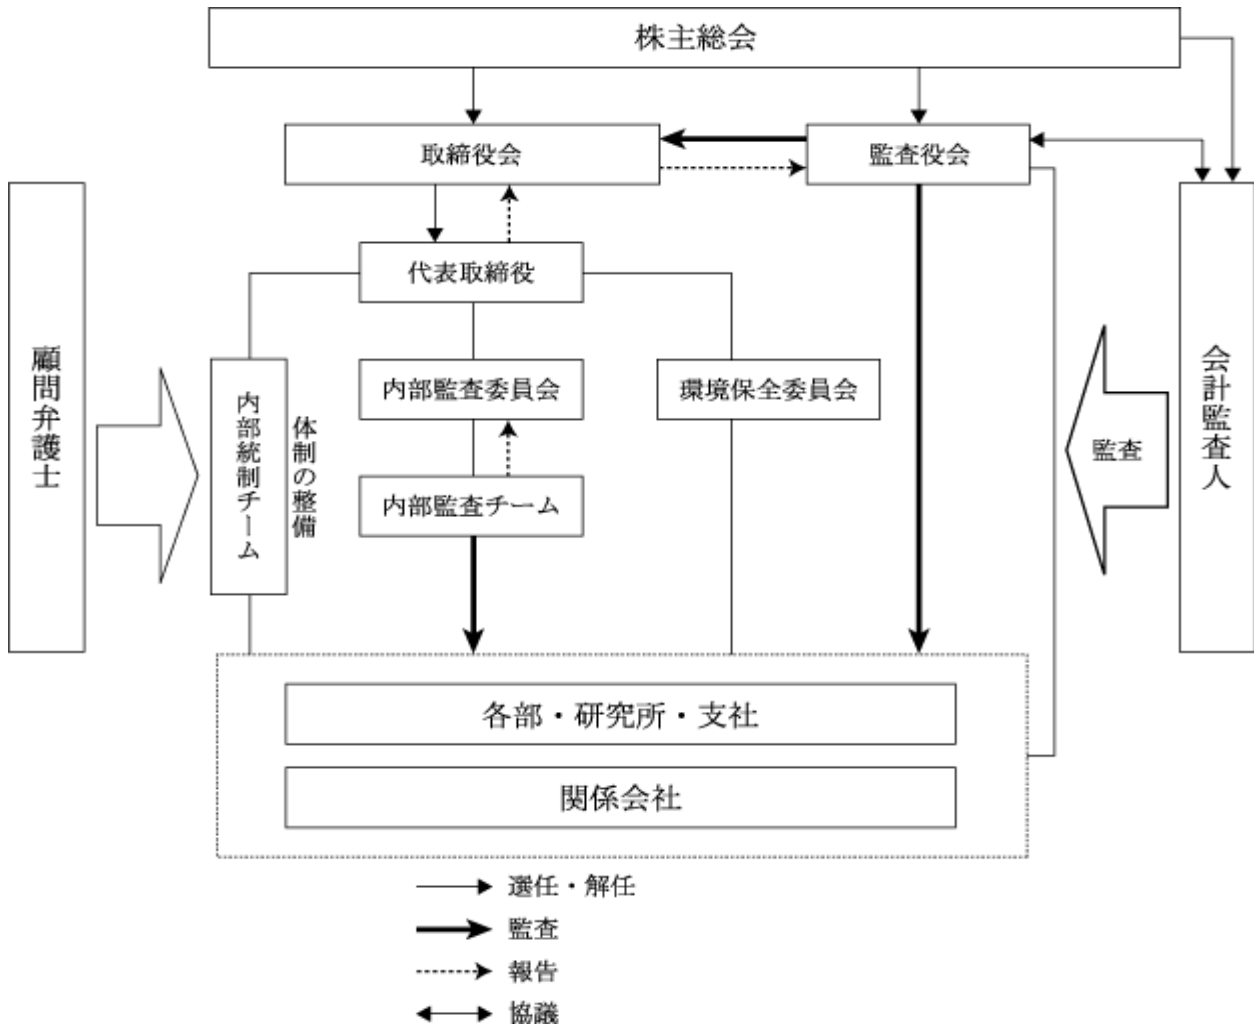 株主総会
取締役会
監査役会
代表取締役
顧問弁護士
内部統制チーム
体制の整備
内部監査委員会
環境保全委員会
内部監査チーム
監査
会計監査人
各部・研究所・支社
関係会社
選任・解任
監査
報告
協議